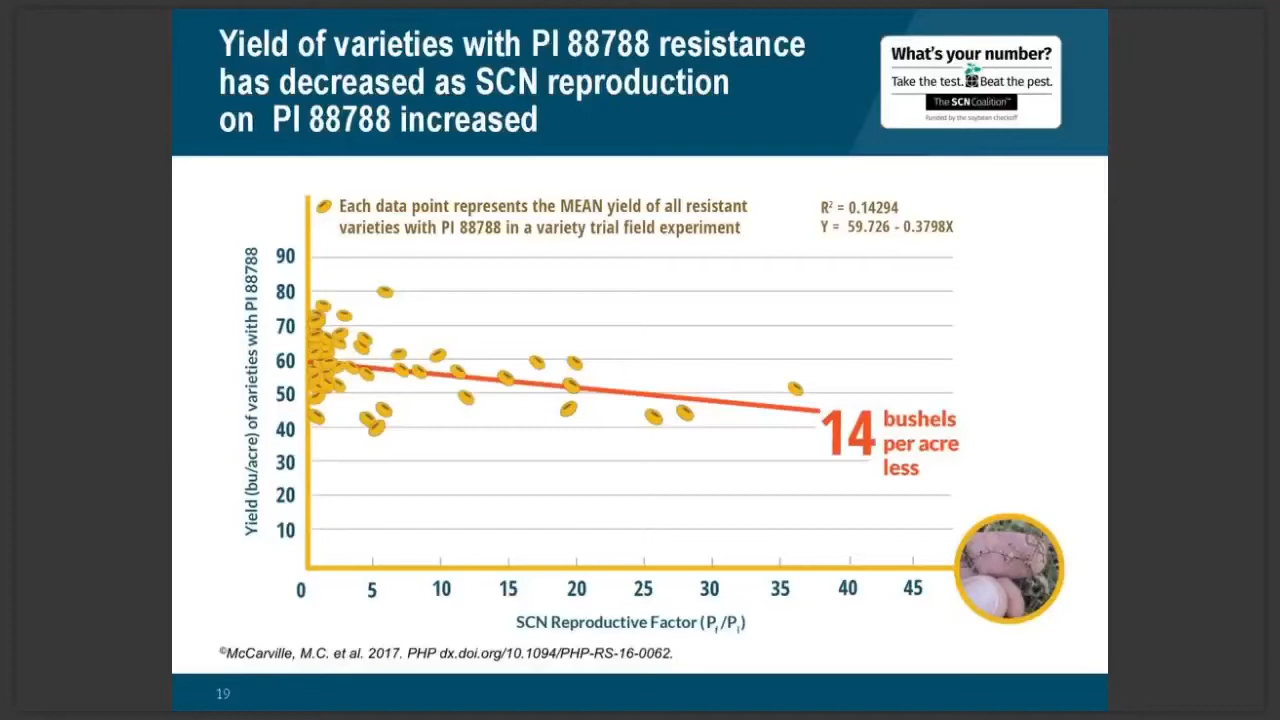 Yield of varieties with PI 88788 resistance
has decreased as SCN reproduction
on PI 88788 increased
What's your number?
Take the test. Beat the pest.
The SCN Coalition™
Funded by the soybean checkoff
Each data point represents the MEAN yield of all resistant
varieties with PI 88788 in a variety trial field experiment
R² = 0.14294
Y = 59.726 - 0.3798X
Yield (bu/acre) of varieties with PI 88788
90
80
70
60
50
40
30
20
10
14
bushels
per acre
less
0 5 10 15 20 25 30 35 40 45
SCN Reproductive Factor (Pf/Pi)
©McCarville, M.C. et al. 2017. PHP dx.doi.org/10.1094/PHP-RS-16-0062.
19